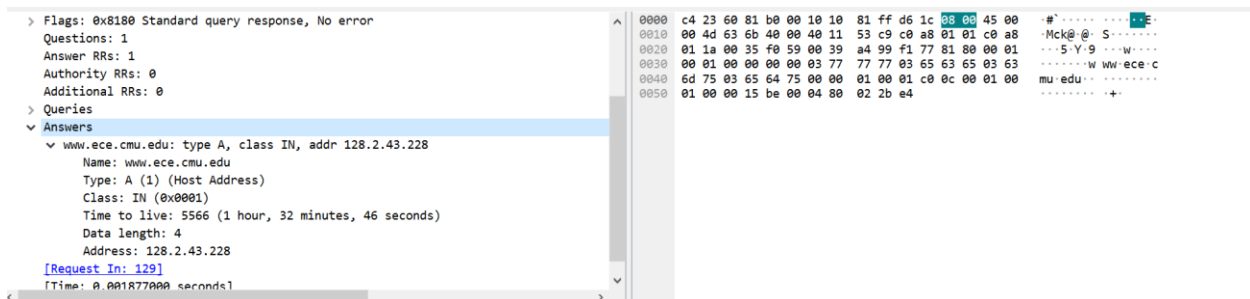 > Flags: 0x8180 Standard query response, No error
Questions: 1
Answer RRs: 1
Authority RRs: 0
Additional RRs: 0
> Queries
Answers
www.ece.cmu.edu: type A, class IN, addr 128.2.43.228
Name: www.ece.cmu.edu
Type: A (1) (Host Address)
Class: IN (0x0001)
Time to live: 5566 (1 hour, 32 minutes, 46 seconds)
Data length: 4
Address: 128.2.43.228
[Request In: 129]
[Time: 0.001877000 seconds]
0000 c4 23 60 81 b0 00 10 10 81 ff d6 1c 08 00 45 00 ·#`····· ······E·
0010 00 4d 63 6b 40 00 40 11 53 c9 c0 a8 01 01 c0 a8 ·Mck@·@· S·······
0020 01 1a 00 35 f0 59 00 39 a4 99 f1 77 81 80 00 01 ···5·Y·9 ···w····
0030 00 01 00 00 00 00 03 77 77 77 03 65 63 65 03 63 ·······w ww·ece·c
0040 6d 75 03 65 64 75 00 00 01 00 01 c0 0c 00 01 00 mu·edu·· ········
0050 01 00 00 15 be 00 04 80 02 2b e4 ········ ·+·